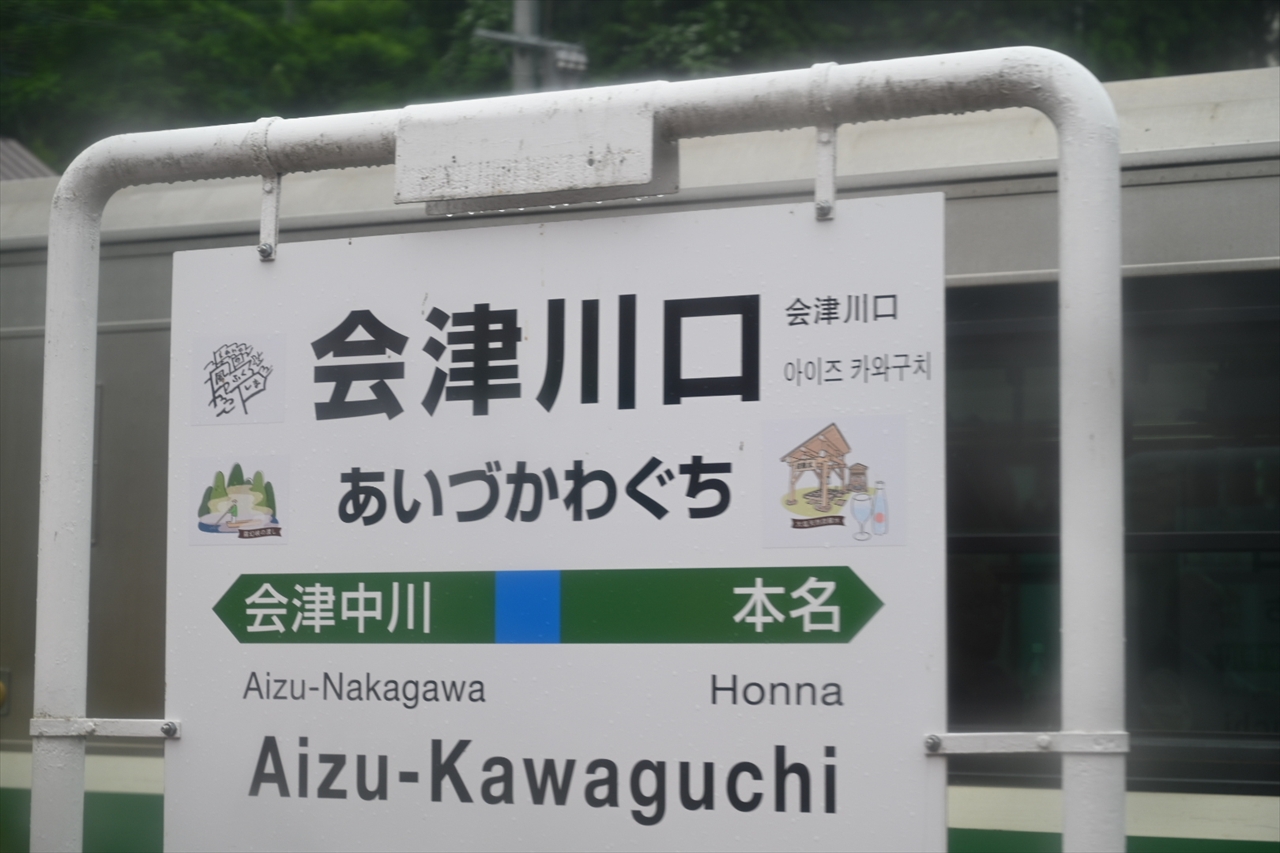 会津川口
会津川口
아이즈 카와구치
あいづかわぐち
会津中川
本名
Aizu-Nakagawa
Honna
Aizu-Kawaguchi